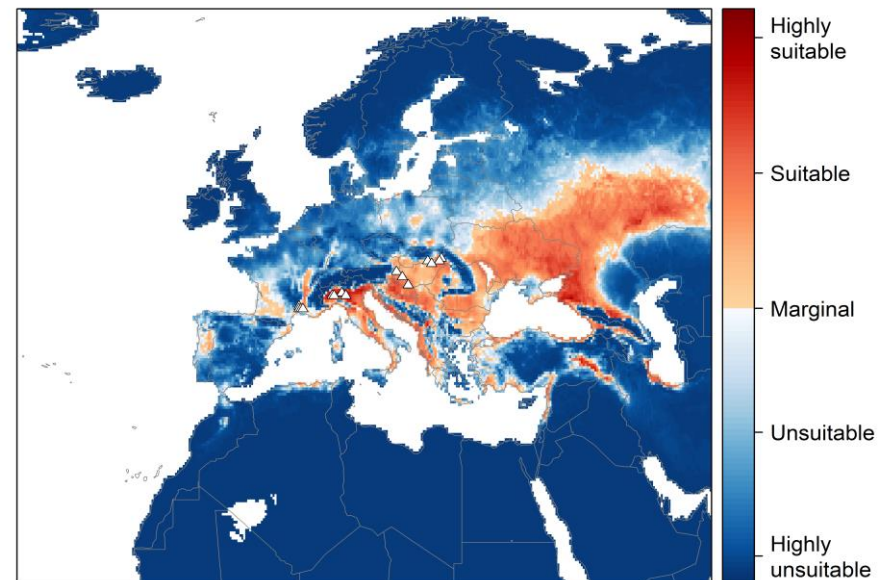 Highly
suitable
Suitable
Marginal
Unsuitable
Highly
unsuitable